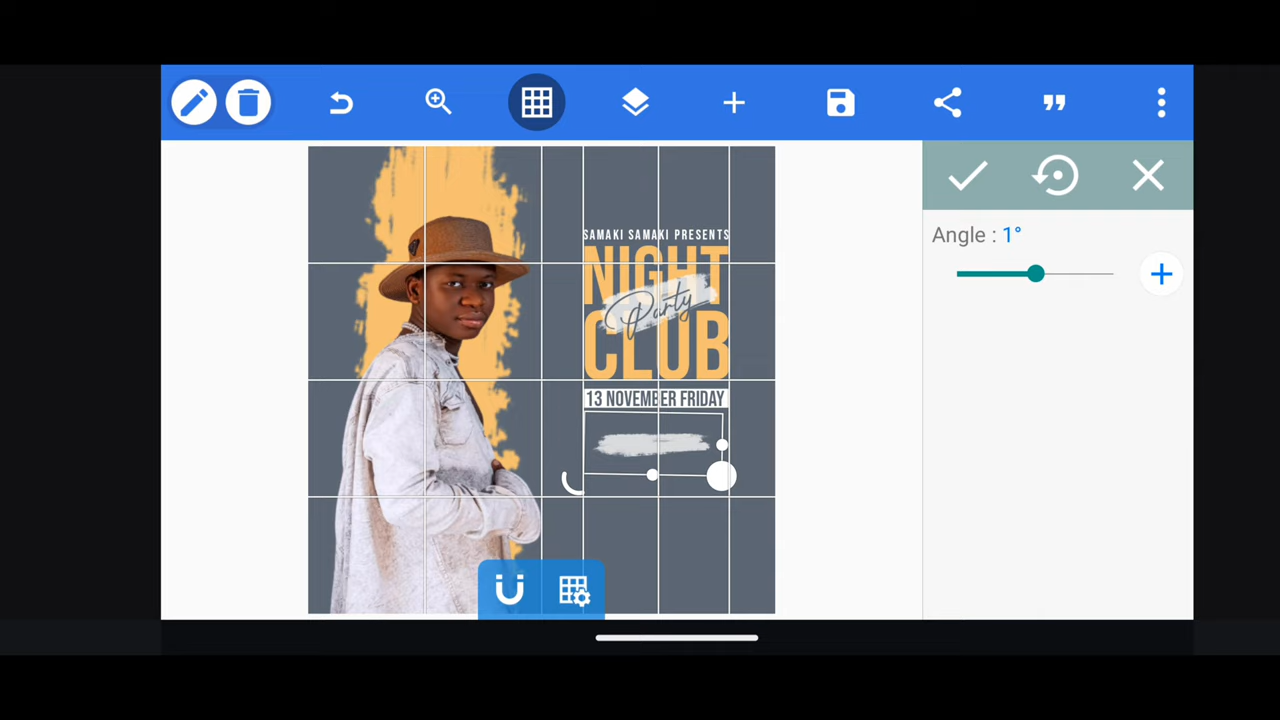 SAMAKI SAMAKI PRESENTS
NIGHT
Party
CLUB
13 NOVEMBER FRIDAY
Angle : 1°